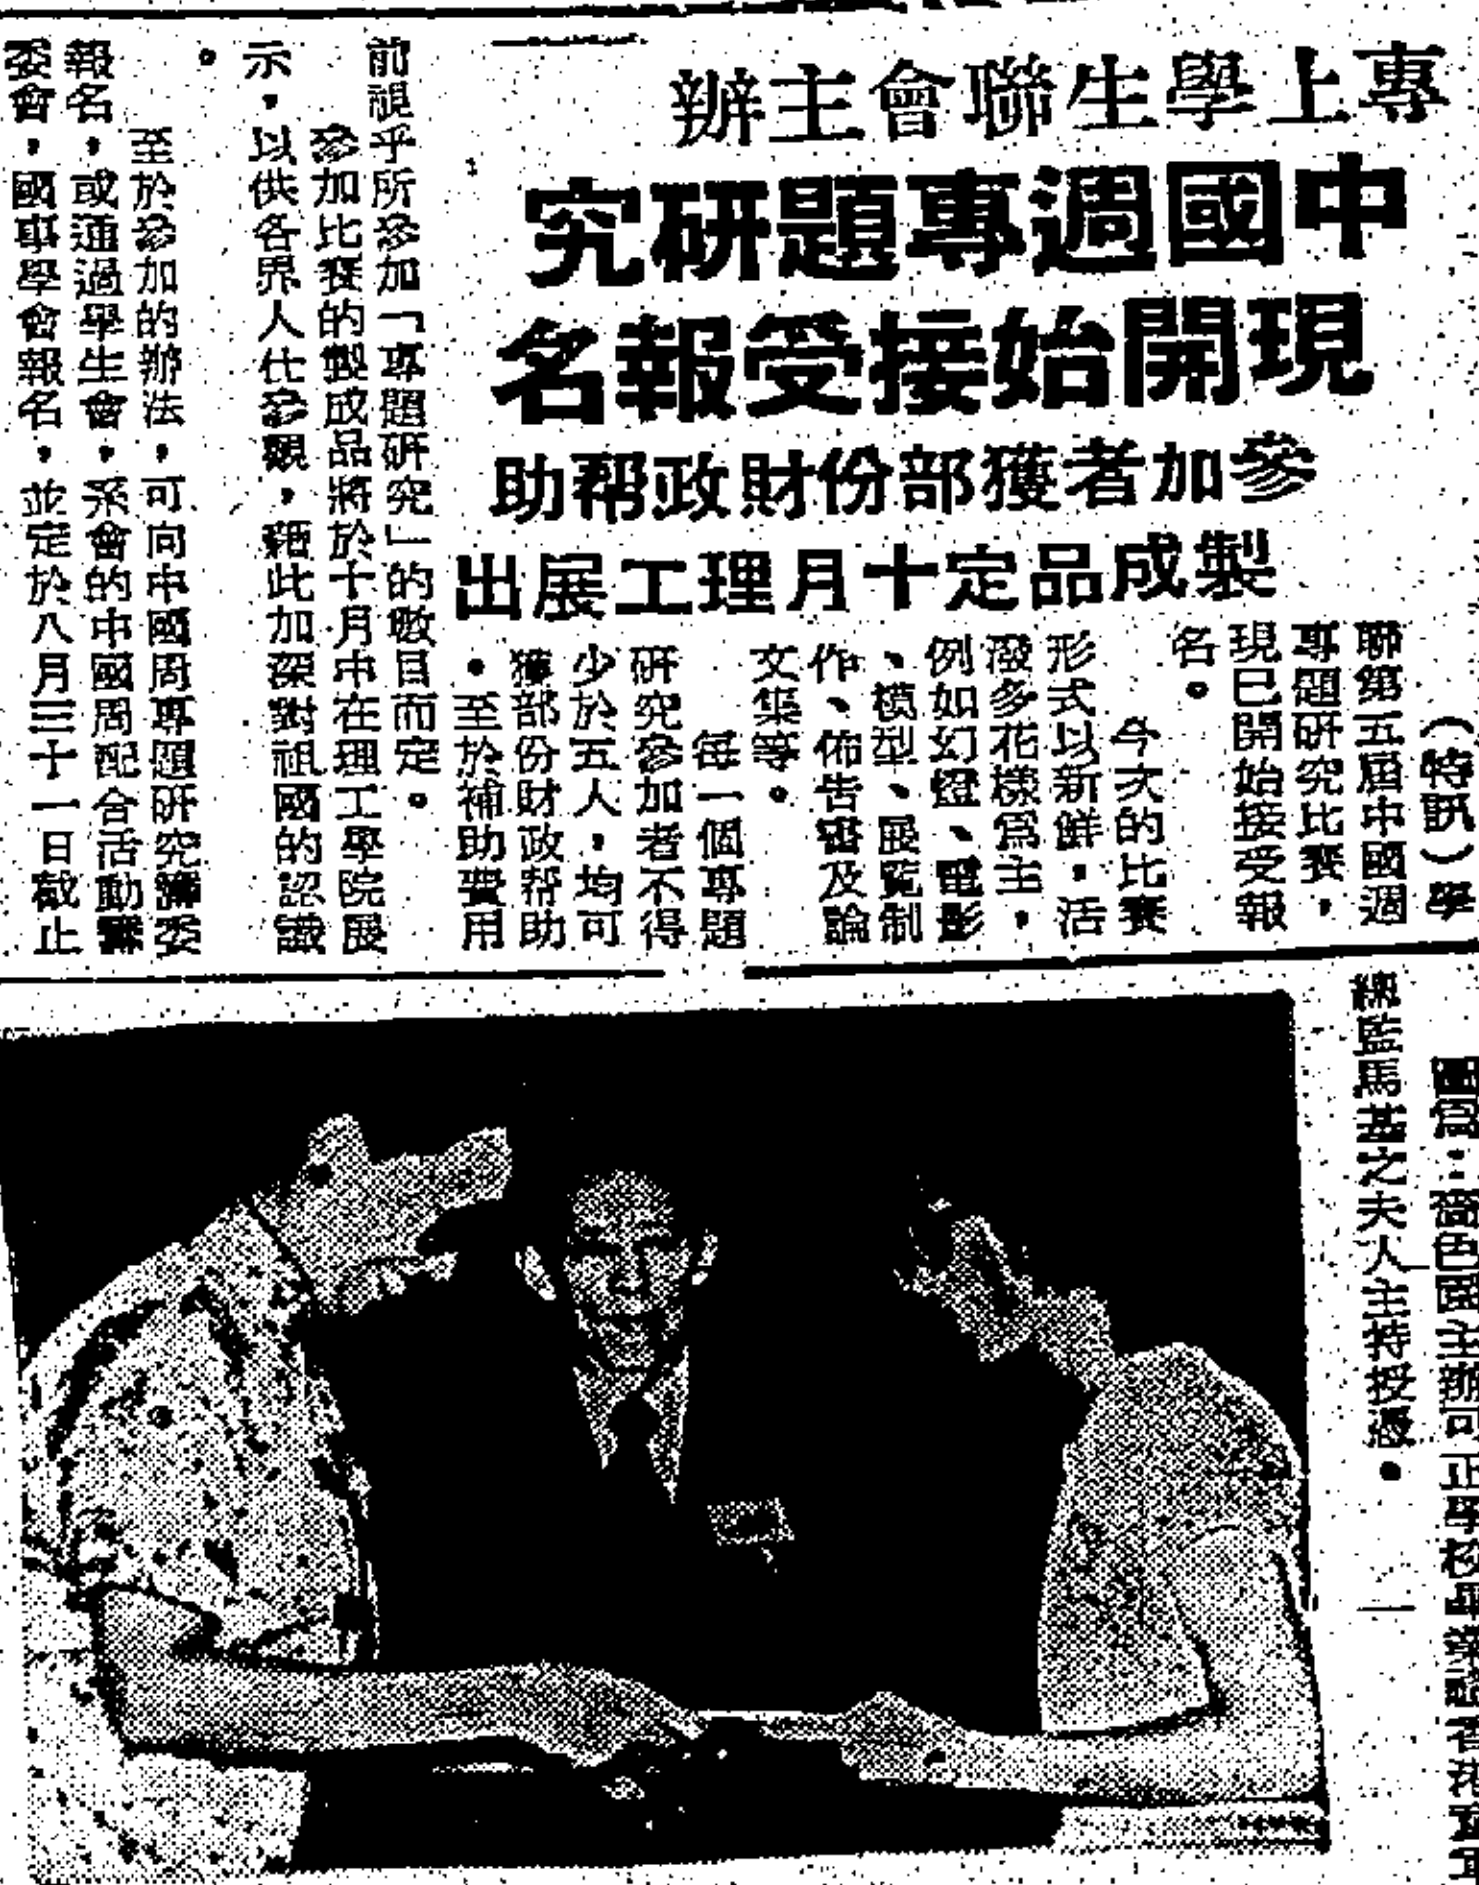 專上學生聯會主辦
中國週專題研究
現開始接受報名
參加者獲部份財政帮助
製成品定十月理工展出
（特訊）學
聯第五屆中國週
專題研究比賽，
現已開始接受報
名。
今次的比賽
形式以新鮮，活
潑多花樣爲主，
例如幻燈、電影
、模型、展覧制
作、佈告書及論
文集等。
每一個專題
研究參加者不得
少於五人，均可
獲部份財政帮助
。至於補助費用
前視乎所參加「專題研究」的數目而定。
參加比賽的製成品將於十月中在理工學院展
示，以供各界人仕參觀，藉此加深對祖國的認識
。
至於參加的辦法，可向中國周專題研究籌委
報名，或通過學生會，系會的中國周配合活動籌
委會，國專學會報名，並定於八月三十一日截止
圖爲：嗇色園主辦可正學校畢業
總監馬基之夫人主持授憑。